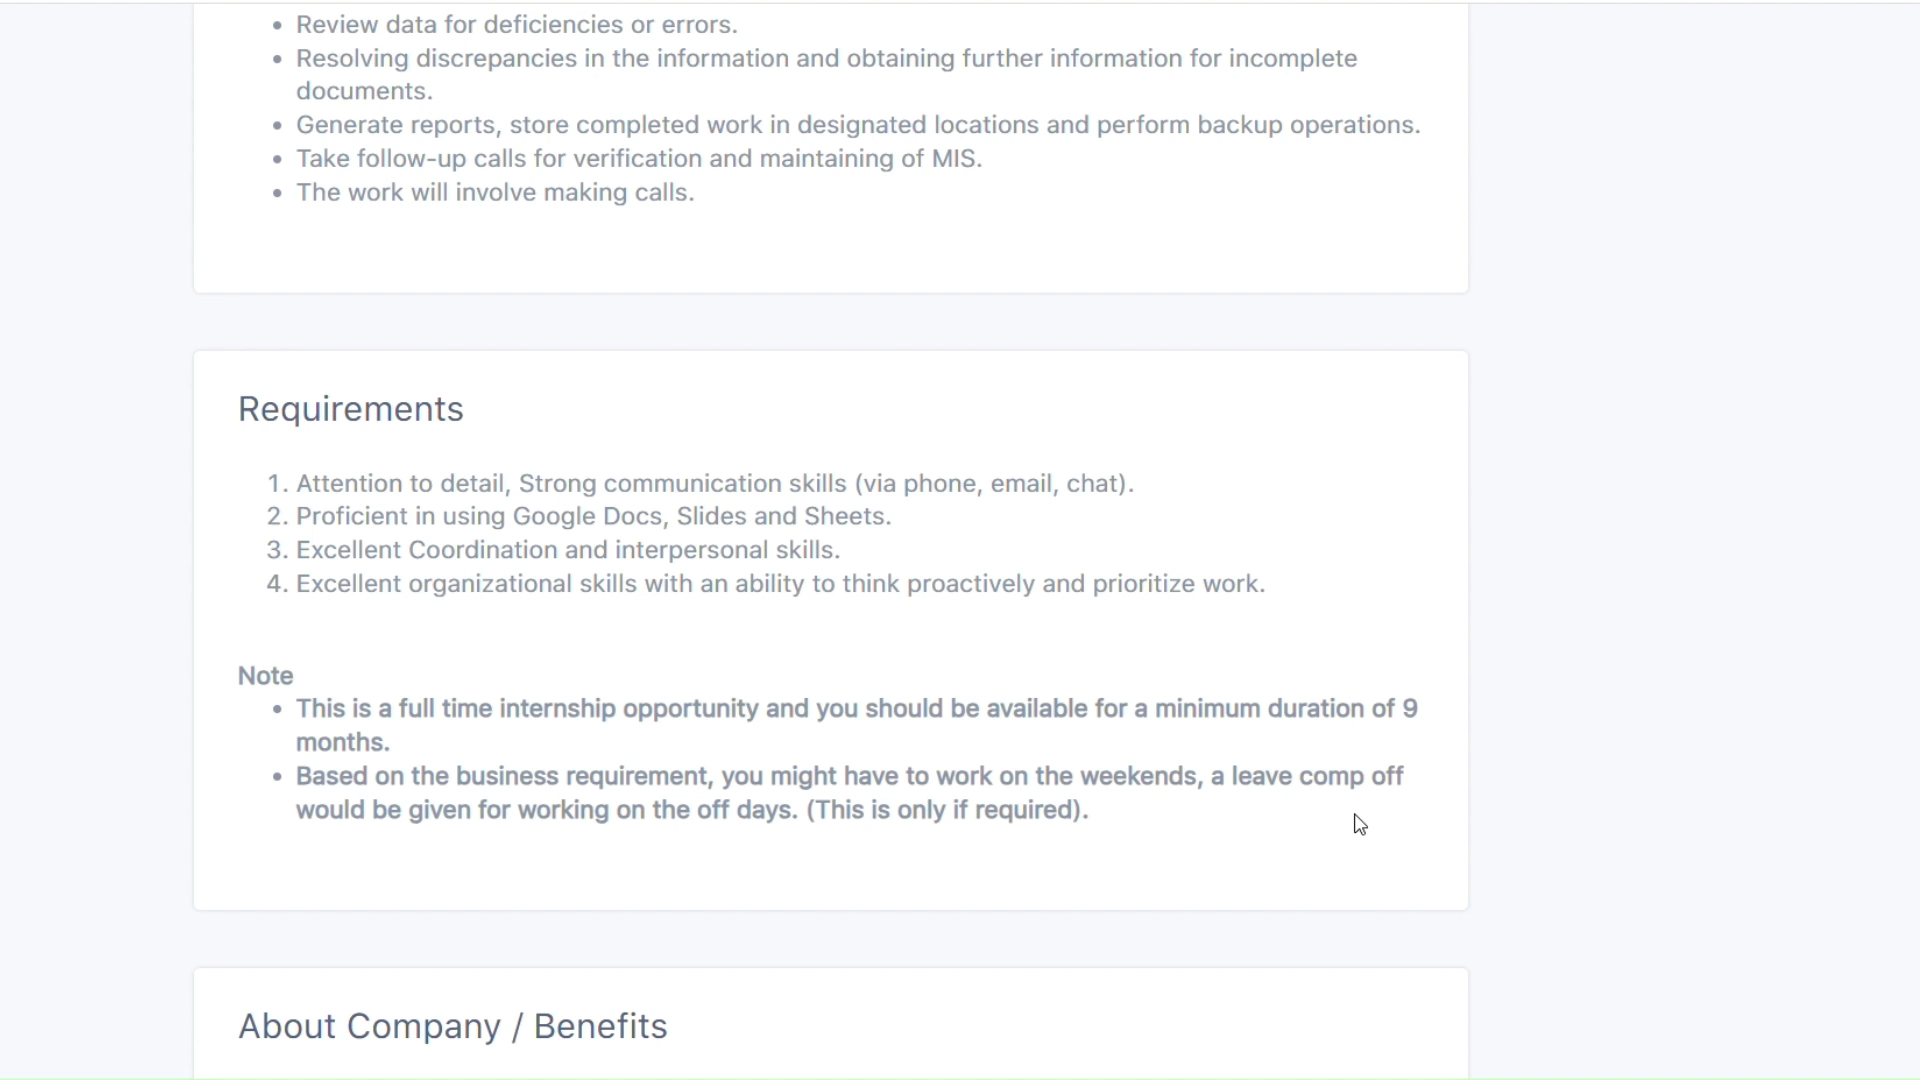 • Review data for deficiencies or errors.
• Resolving discrepancies in the information and obtaining further information for incomplete
documents.
• Generate reports, store completed work in designated locations and perform backup operations.
• Take follow-up calls for verification and maintaining of MIS.
• The work will involve making calls.
Requirements
1. Attention to detail, Strong communication skills (via phone, email, chat).
2. Proficient in using Google Docs, Slides and Sheets.
3. Excellent Coordination and interpersonal skills.
4. Excellent organizational skills with an ability to think proactively and prioritize work.
Note
• This is a full time internship opportunity and you should be available for a minimum duration of 9
months.
• Based on the business requirement, you might have to work on the weekends, a leave comp off
would be given for working on the off days. (This is only if required).
About Company / Benefits